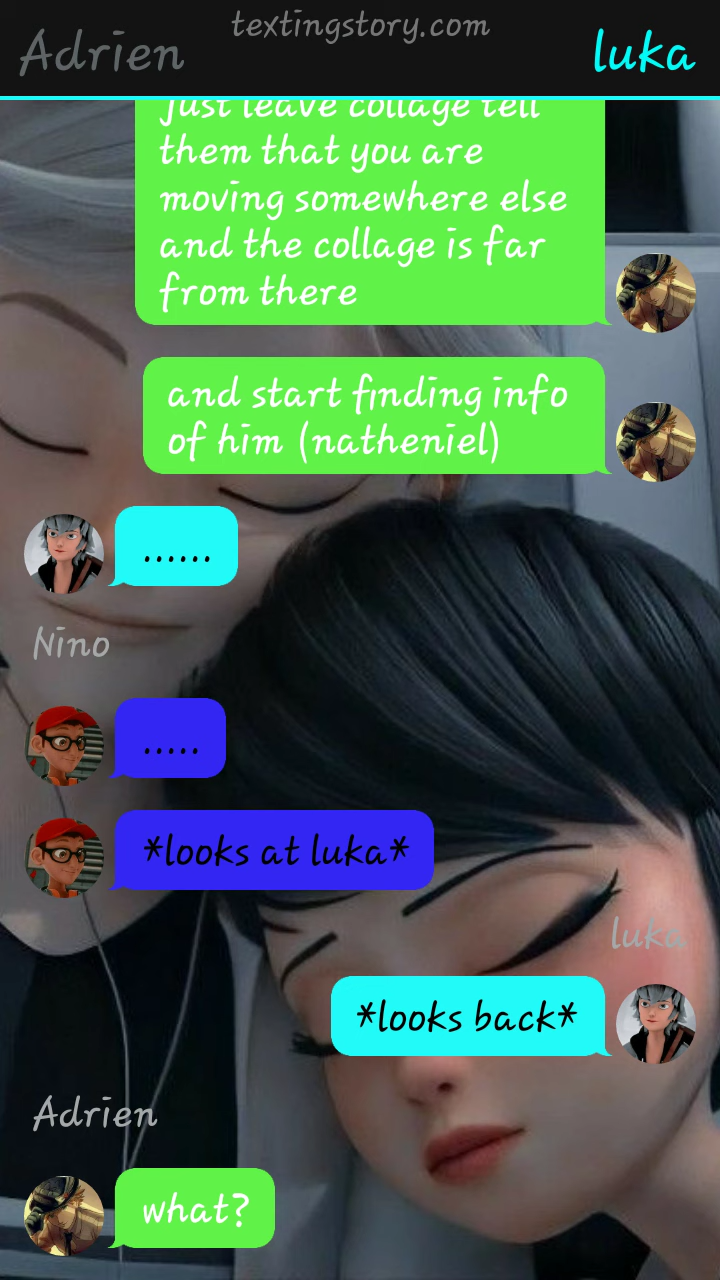 textingstory.com
Adrien
luka
just leave collage tell
them that you are
moving somewhere else
and the collage is far
from there
and start finding info
of him (natheniel)
......
Nino
.....
*looks at luka*
luka
*looks back*
Adrien
what?